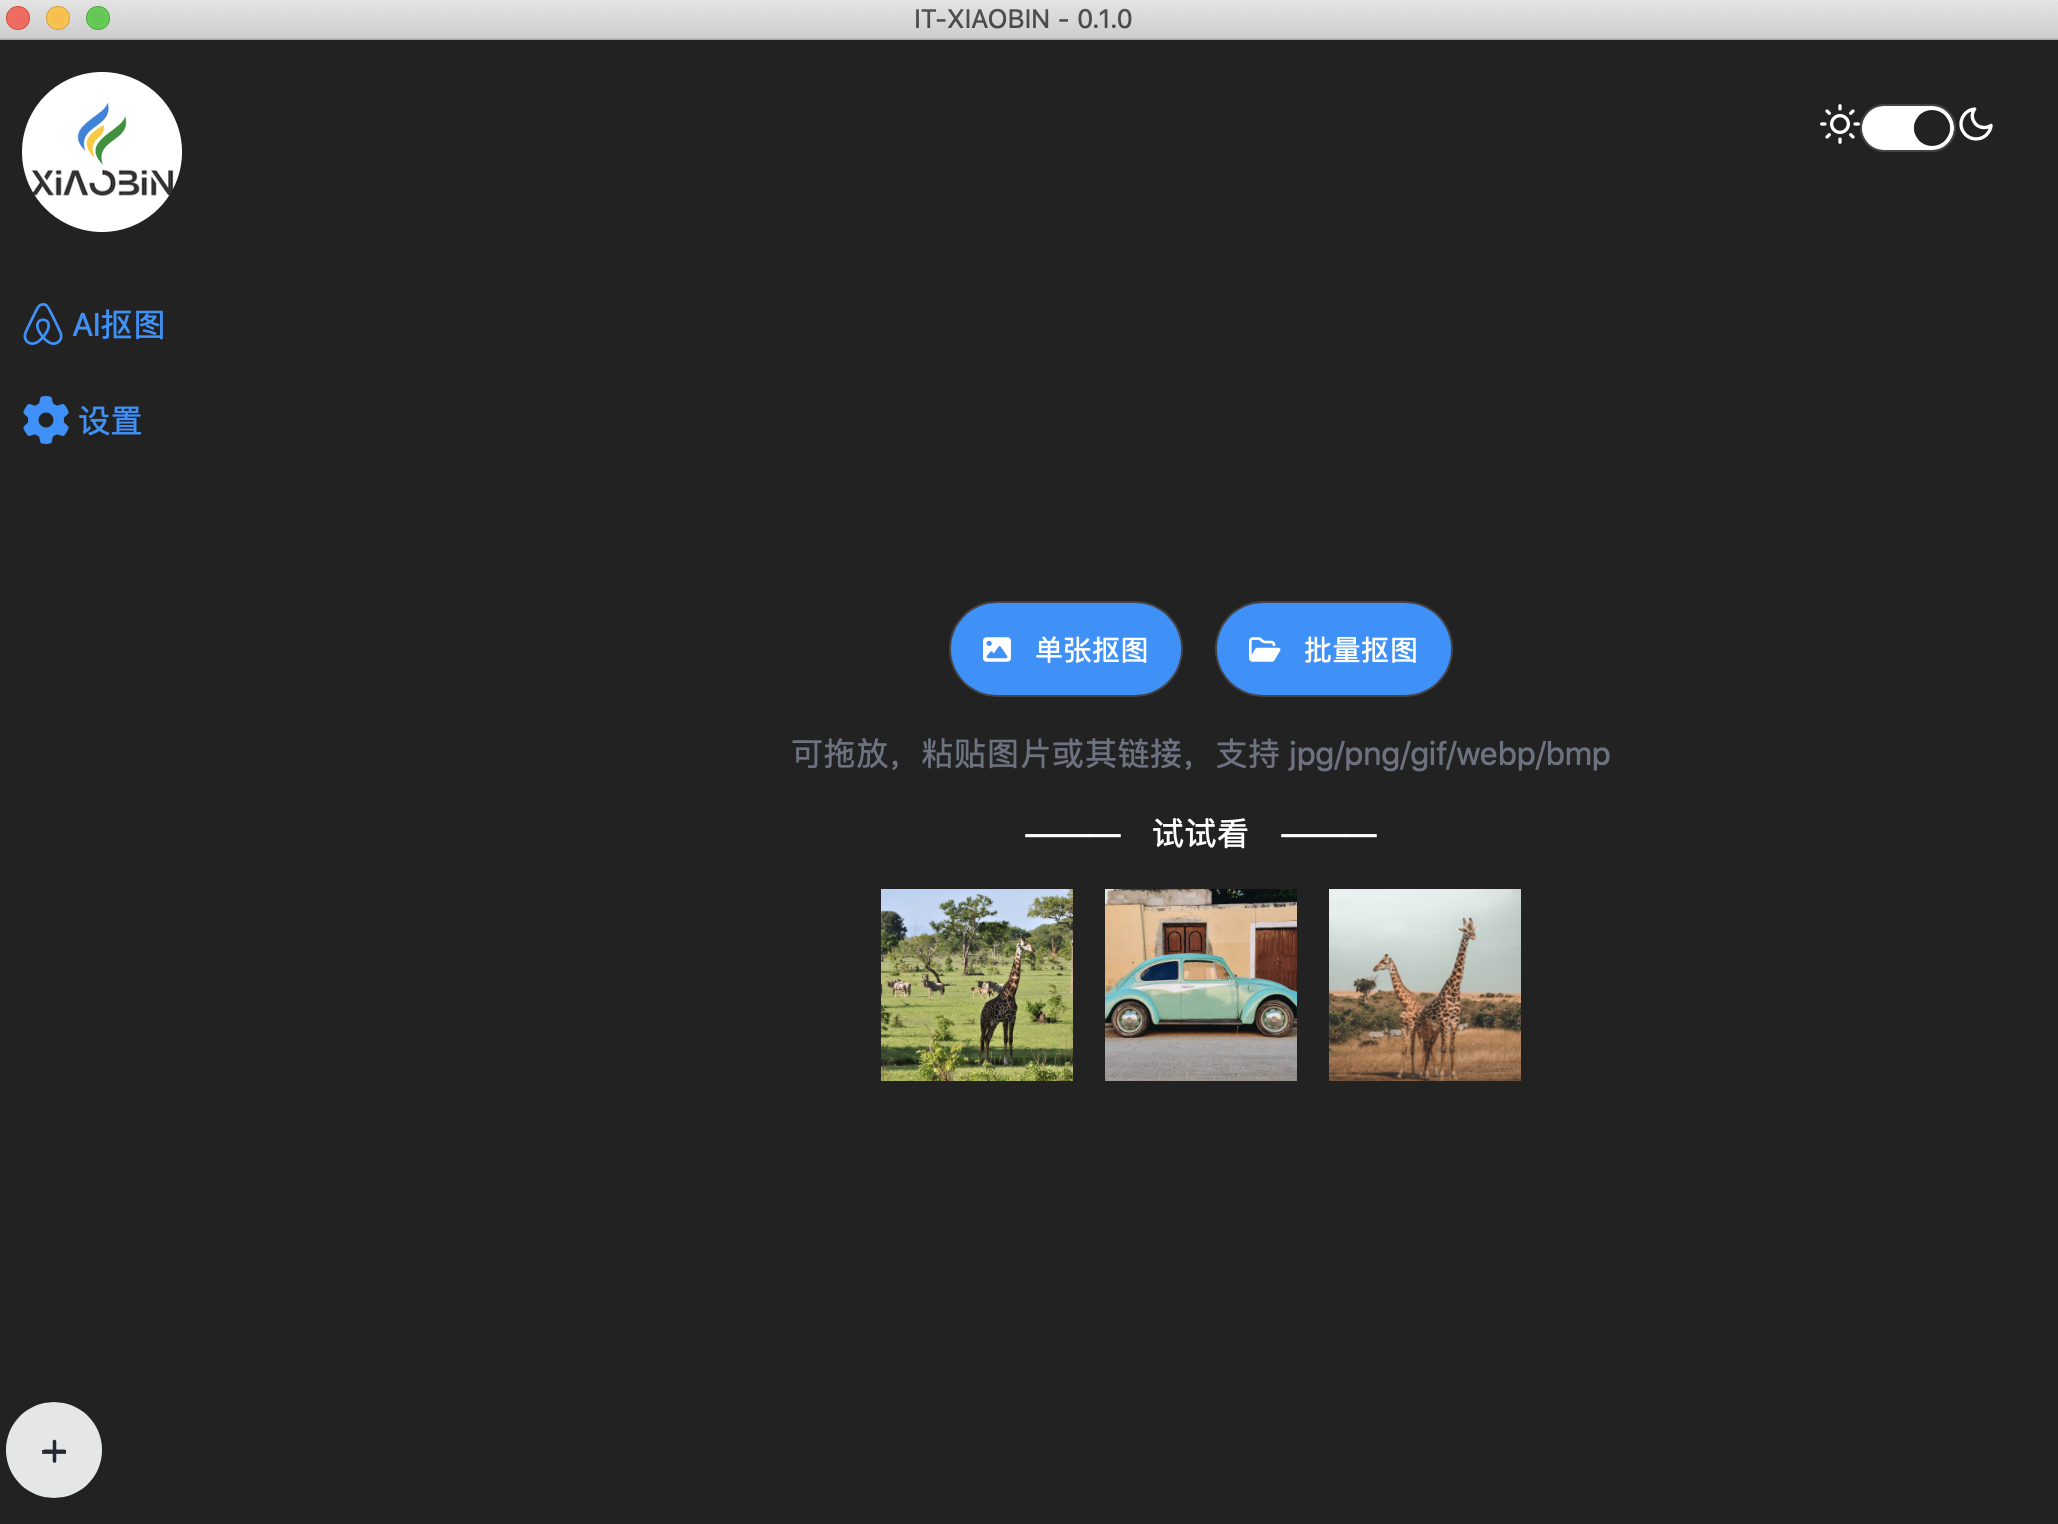 IT-XIAOBIN - 0.1.0
XiAOBiN
AI抠图
设置
单张抠图
批量抠图
可拖放，粘贴图片或其链接，支持 jpg/png/gif/webp/bmp
试试看